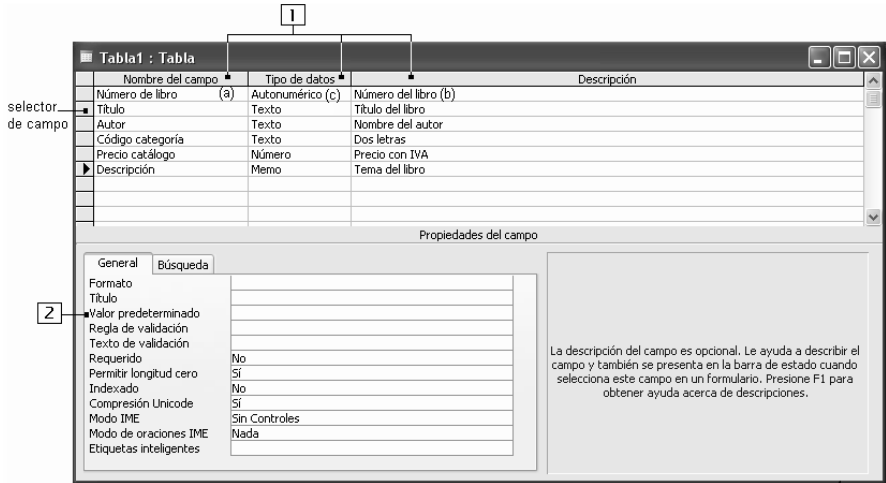 1
Tabla1 : Tabla
Nombre del campo Tipo de datos Descripción
Número de libro (a) Autonumérico (c) Número del libro (b)
selector de campo
Título Texto Título del libro
Autor Texto Nombre del autor
Código categoría Texto Dos letras
Precio catálogo Número Precio con IVA
Descripción Memo Tema del libro
Propiedades del campo
General Búsqueda
Formato
Título
2
Valor predeterminado
Regla de validación
Texto de validación
Requerido No
Permitir longitud cero Sí
Indexado No
Compresión Unicode Sí
Modo IME Sin Controles
Modo de oraciones IME Nada
Etiquetas inteligentes
La descripción del campo es opcional. Le ayuda a describir el
campo y también se presenta en la barra de estado cuando
selecciona este campo en un formulario. Presione F1 para
obtener ayuda acerca de descripciones.